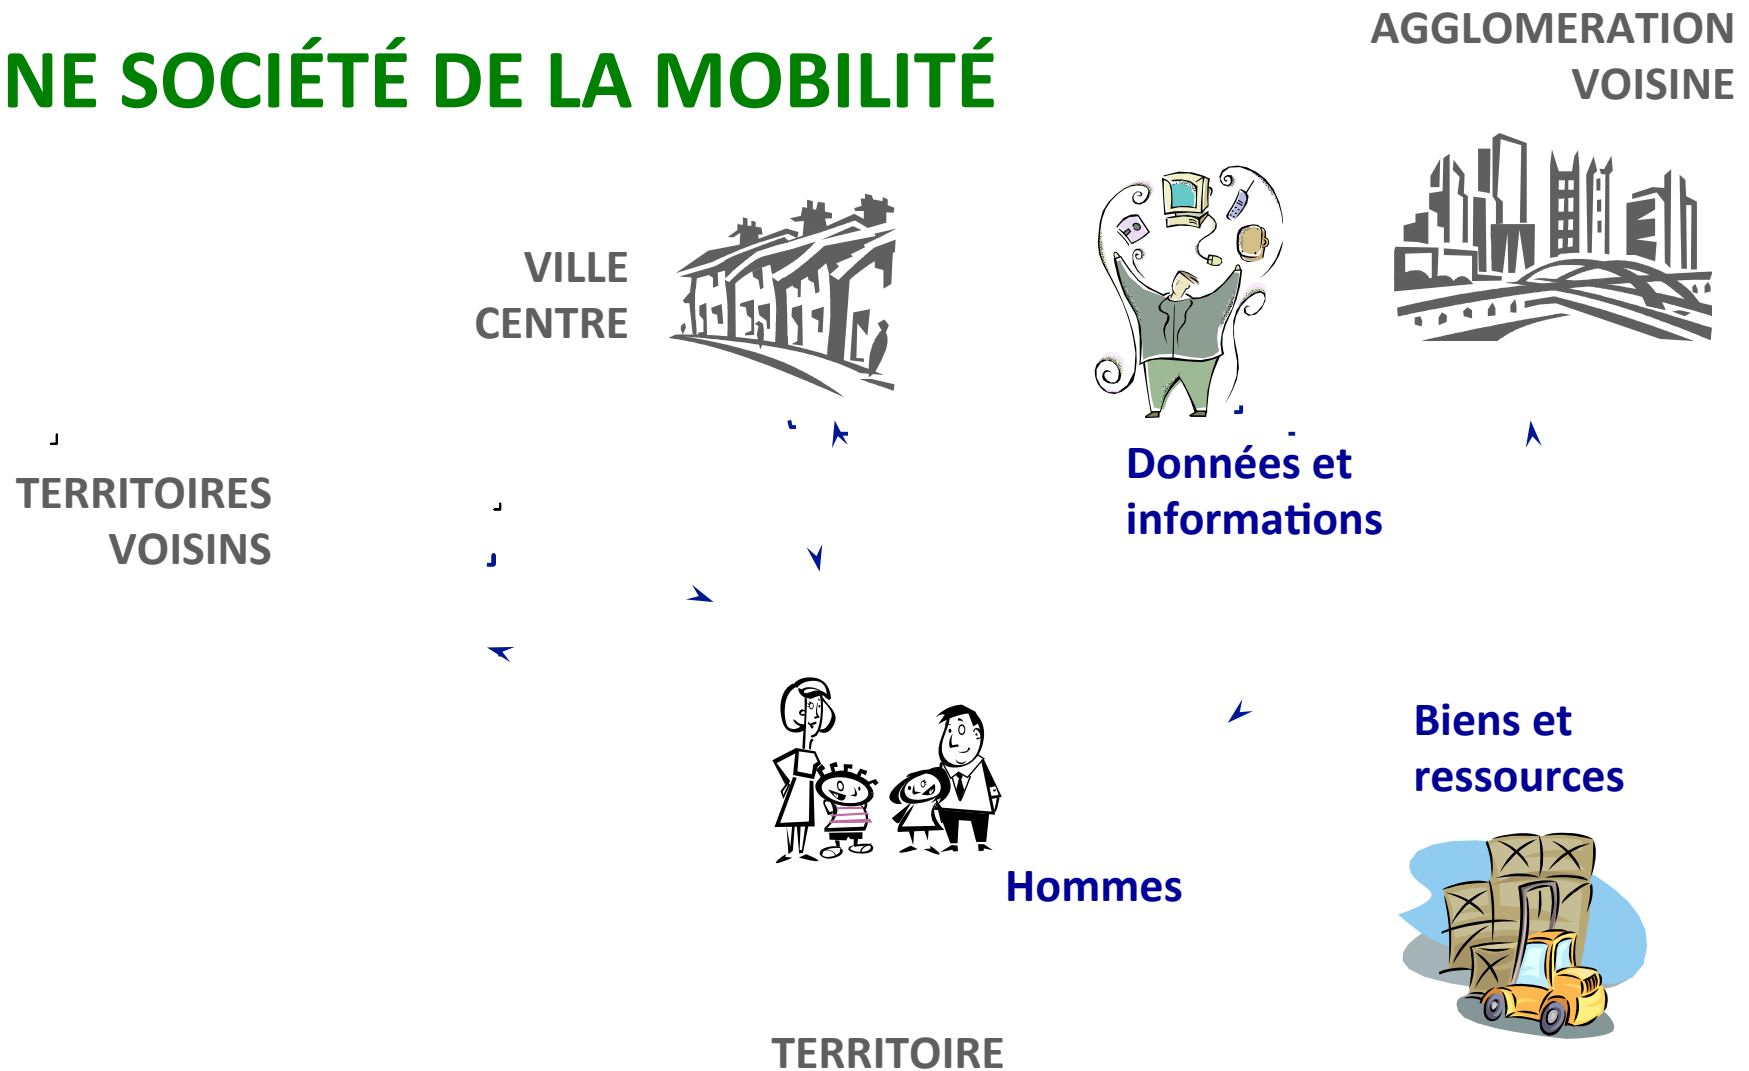 AGGLOMERATION
VOISINE
NE SOCIÉTÉ DE LA MOBILITÉ
VILLE
CENTRE
Données et
informations
TERRITOIRES
VOISINS
Biens et
ressources
Hommes
TERRITOIRE